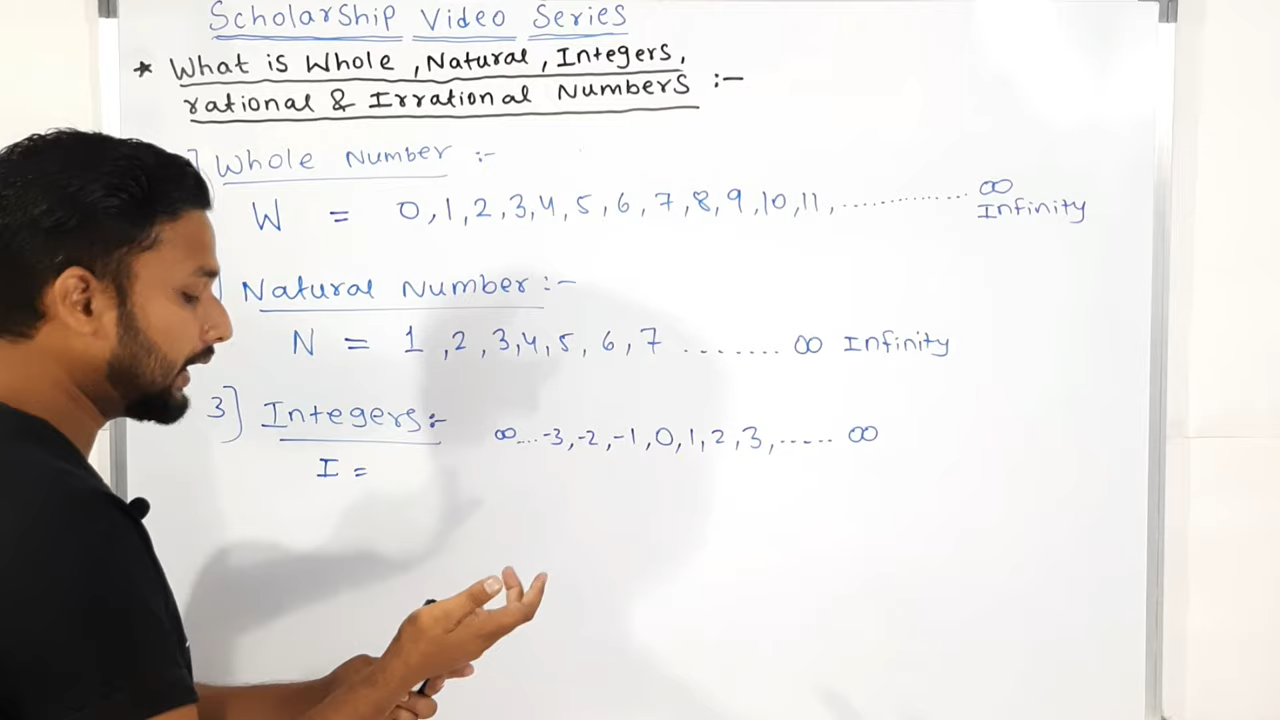 Scholarship Video Series
* What is Whole, Natural, Integers,
rational & Irrational Numbers :-
] Whole Number :-
W = 0,1,2,3,4,5,6,7,8,9,10,11,.............. ∞
Infinity
Natural Number :-
N = 1,2,3,4,5,6,7 ........ ∞ Infinity
3] Integers:-
∞...-3,-2,-1,0,1,2,3,...... ∞
I =